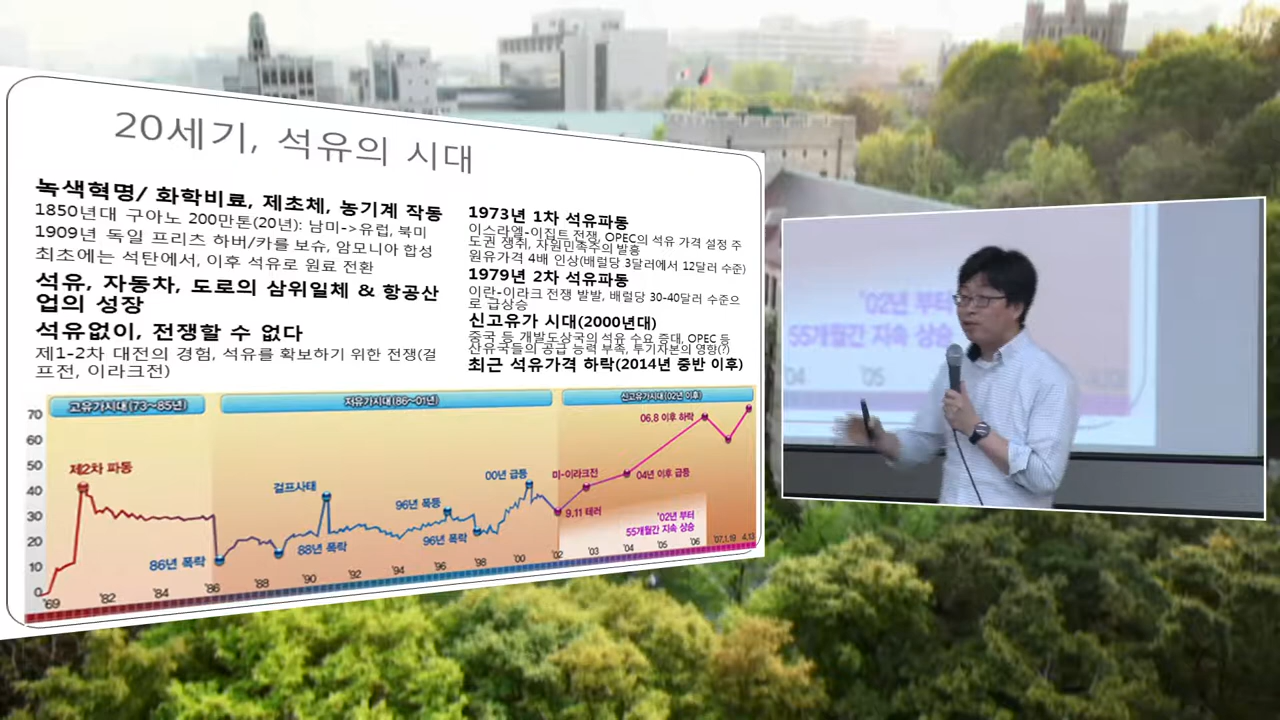 20세기, 석유의 시대
녹색혁명/ 화학비료, 제초체, 농기계 작동
1850년대 구아노 200만톤(20년): 남미->유럽, 북미
1909년 독일 프리츠 하버/카를 보슈, 암모니아 합성
최초에는 석탄에서, 이후 석유로 원료 전환
석유, 자동차, 도로의 삼위일체 & 항공산
업의 성장
석유없이, 전쟁할 수 없다
제1-2차 대전의 경험, 석유를 확보하기 위한 전쟁(걸
프전, 이라크전)
1973년 1차 석유파동
이스라엘-이집트 전쟁, OPEC의 석유 가격 설정 주
도권 쟁취, 자원민족주의 발흥
원유가격 4배 인상(배럴당 3달러에서 12달러 수준)
1979년 2차 석유파동
이란-이라크 전쟁 발발, 배럴당 30-40달러 수준으
로 급상승
신고유가 시대(2000년대)
중국 등 개발도상국의 석유 수요 증대, OPEC 등
산유국들의 공급 능력 부족, 투기자본의 영향(?)
최근 석유가격 하락(2014년 중반 이후)
고유가시대(73~85년)
저유가시대(86~01년)
신고유가시대(02년 이후)
70
60
50
40
30
20
10
0
제2차 파동
86년 폭락
걸프사태
88년 폭락
96년 폭등
96년 폭락
00년 급등
미-이라크전
9.11 테러
06.8 이후 하락
04년 이후 급등
'02년 부터
55개월간 지속 상승
'69 '82 '84 '86 '88 '90 '92 '94 '96 '98 '00 '02 '03 '04 '05 '06 '07.1.19 4.13
'02년 부터
55개월간 지속 상승
'04 '05